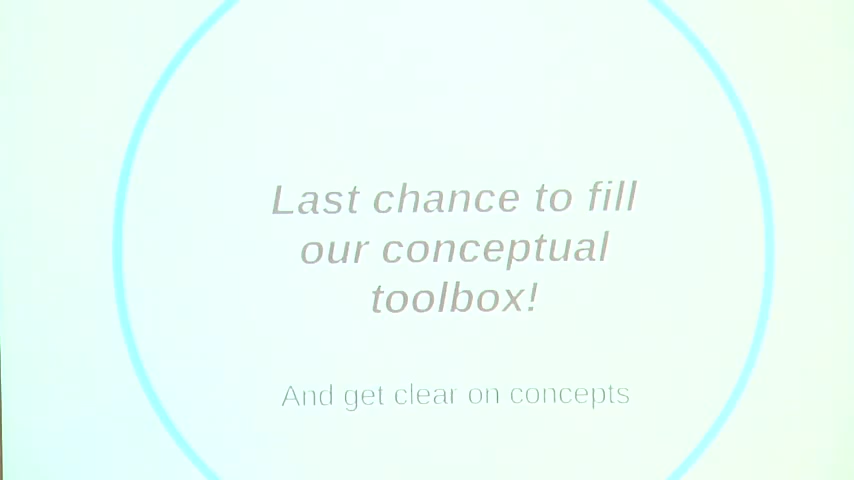 Last chance to fill
our conceptual
toolbox!
And get clear on concepts